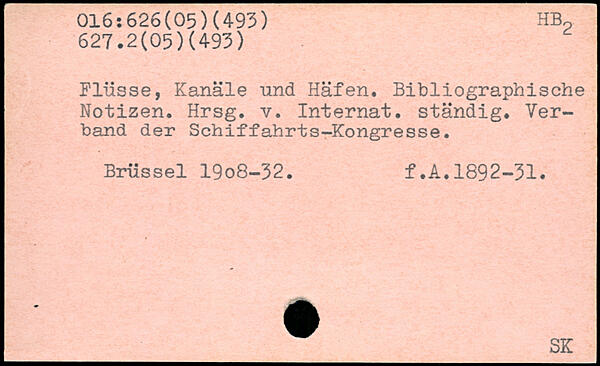 016:626(05)(493) HB2
627.2(05)(493)
Flüsse, Kanäle und Häfen. Bibliographische
Notizen. Hrsg. v. Internat. ständig. Ver-
band der Schiffahrts-Kongresse.
Brüssel 19o8-32. f.A.1892-31.
SK